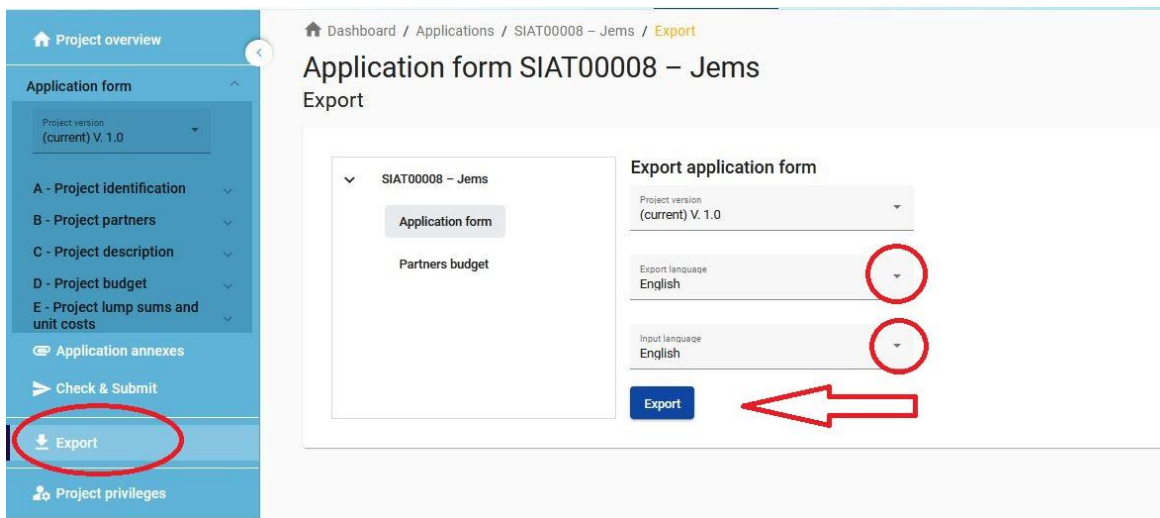 Project overview
Application form
Project version
(current) V. 1.0
A - Project identification
B - Project partners
C - Project description
D - Project budget
E - Project lump sums and
unit costs
Application annexes
Check & Submit
Export
Project privileges
Dashboard / Applications / SIAT00008 – Jems / Export
Application form SIAT00008 – Jems
Export
SIAT00008 – Jems
Application form
Partners budget
Export application form
Project version
(current) V. 1.0
Export language
English
Input language
English
Export